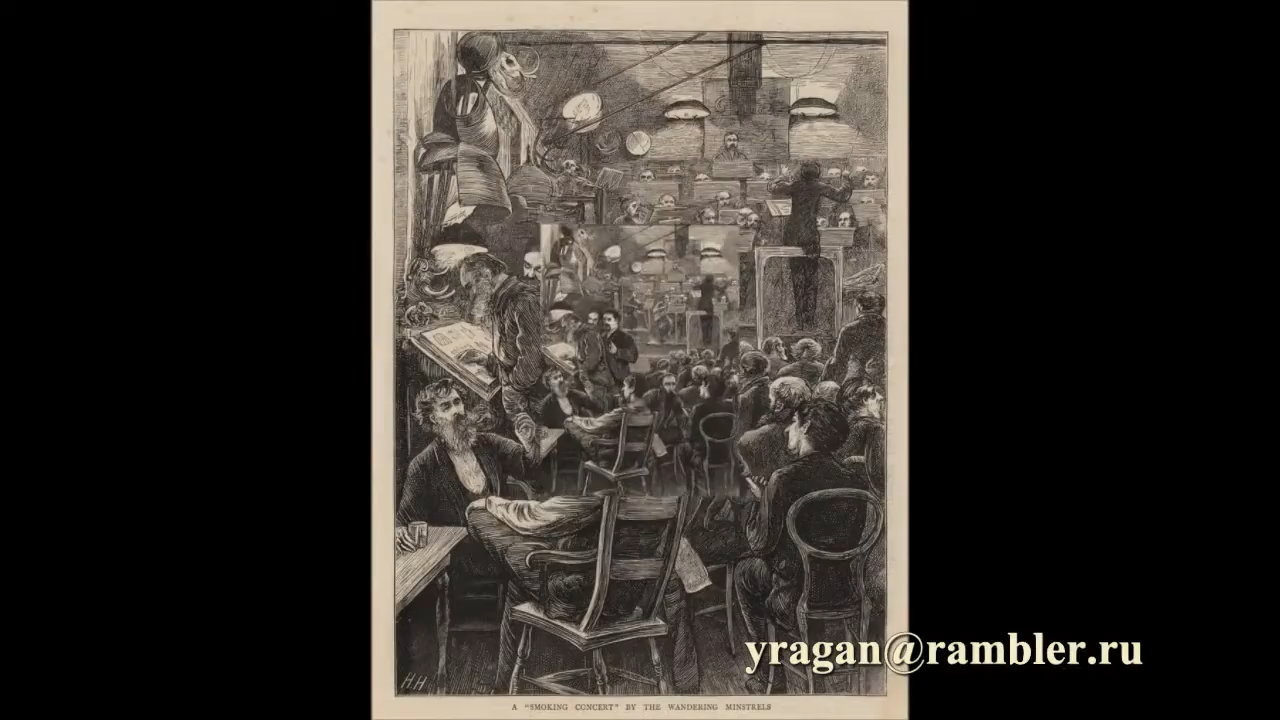 yragan@rambler.ru
H.H
A "SMOKING CONCERT" BY THE WANDERING MINSTRELS